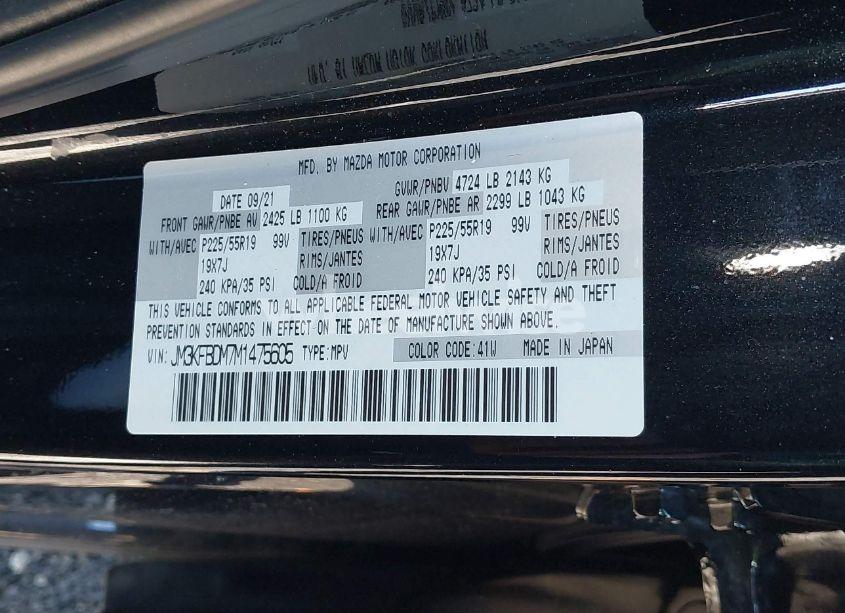 MFD. BY MAZDA MOTOR CORPORATION
DATE 09/21 GVWR/PNBV 4724 LB 2143 KG
FRONT GAWR/PNBE AV 2425 LB 1100 KG REAR GAWR/PNBE AR 2299 LB 1043 KG
WITH/AVEC P225/55R19 99V TIRES/PNEUS WITH/AVEC P225/55R19 99V TIRES/PNEUS
19X7J RIMS/JANTES 19X7J RIMS/JANTES
240 KPA/35 PSI COLD/A FROID 240 KPA/35 PSI COLD/A FROID
THIS VEHICLE CONFORMS TO ALL APPLICABLE FEDERAL MOTOR VEHICLE SAFETY AND THEFT
PREVENTION STANDARDS IN EFFECT ON THE DATE OF MANUFACTURE SHOWN ABOVE.
VIN: JM3KFBDM7M1475605 TYPE:MPV COLOR CODE:41W MADE IN JAPAN